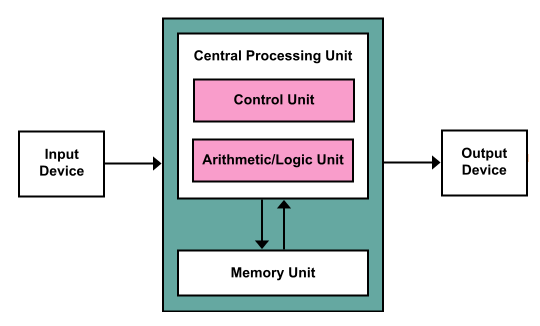 Central Processing Unit
Control Unit
Arithmetic/Logic Unit
Input
Device
Output
Device
Memory Unit